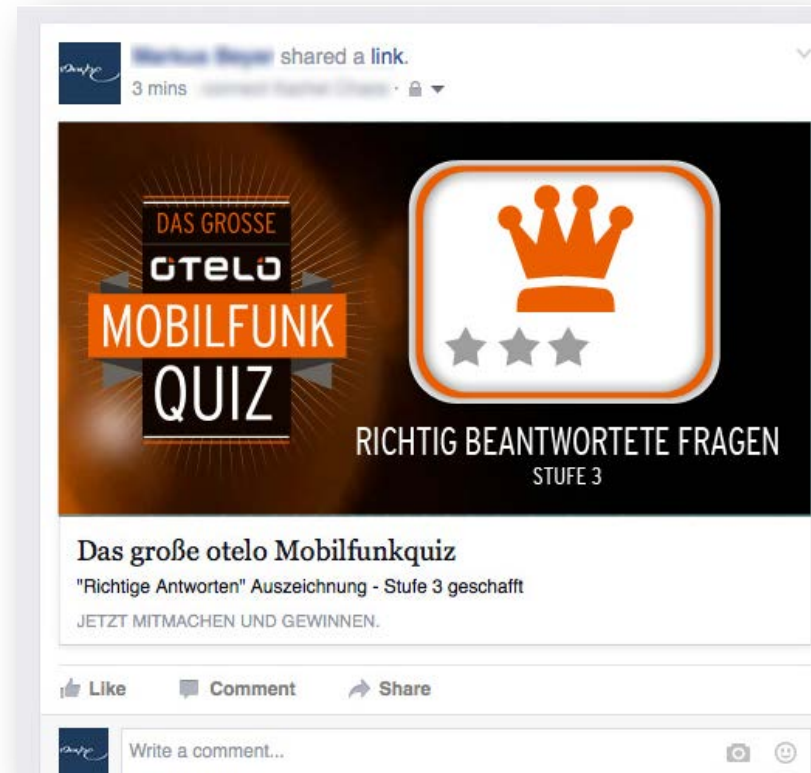 shared a link.
3 mins
DAS GROSSE
OTELO
MOBILFUNK
QUIZ
RICHTIG BEANTWORTETE FRAGEN
STUFE 3
Das große otelo Mobilfunkquiz
"Richtige Antworten" Auszeichnung - Stufe 3 geschafft
JETZT MITMACHEN UND GEWINNEN.
Like Comment Share
Write a comment...